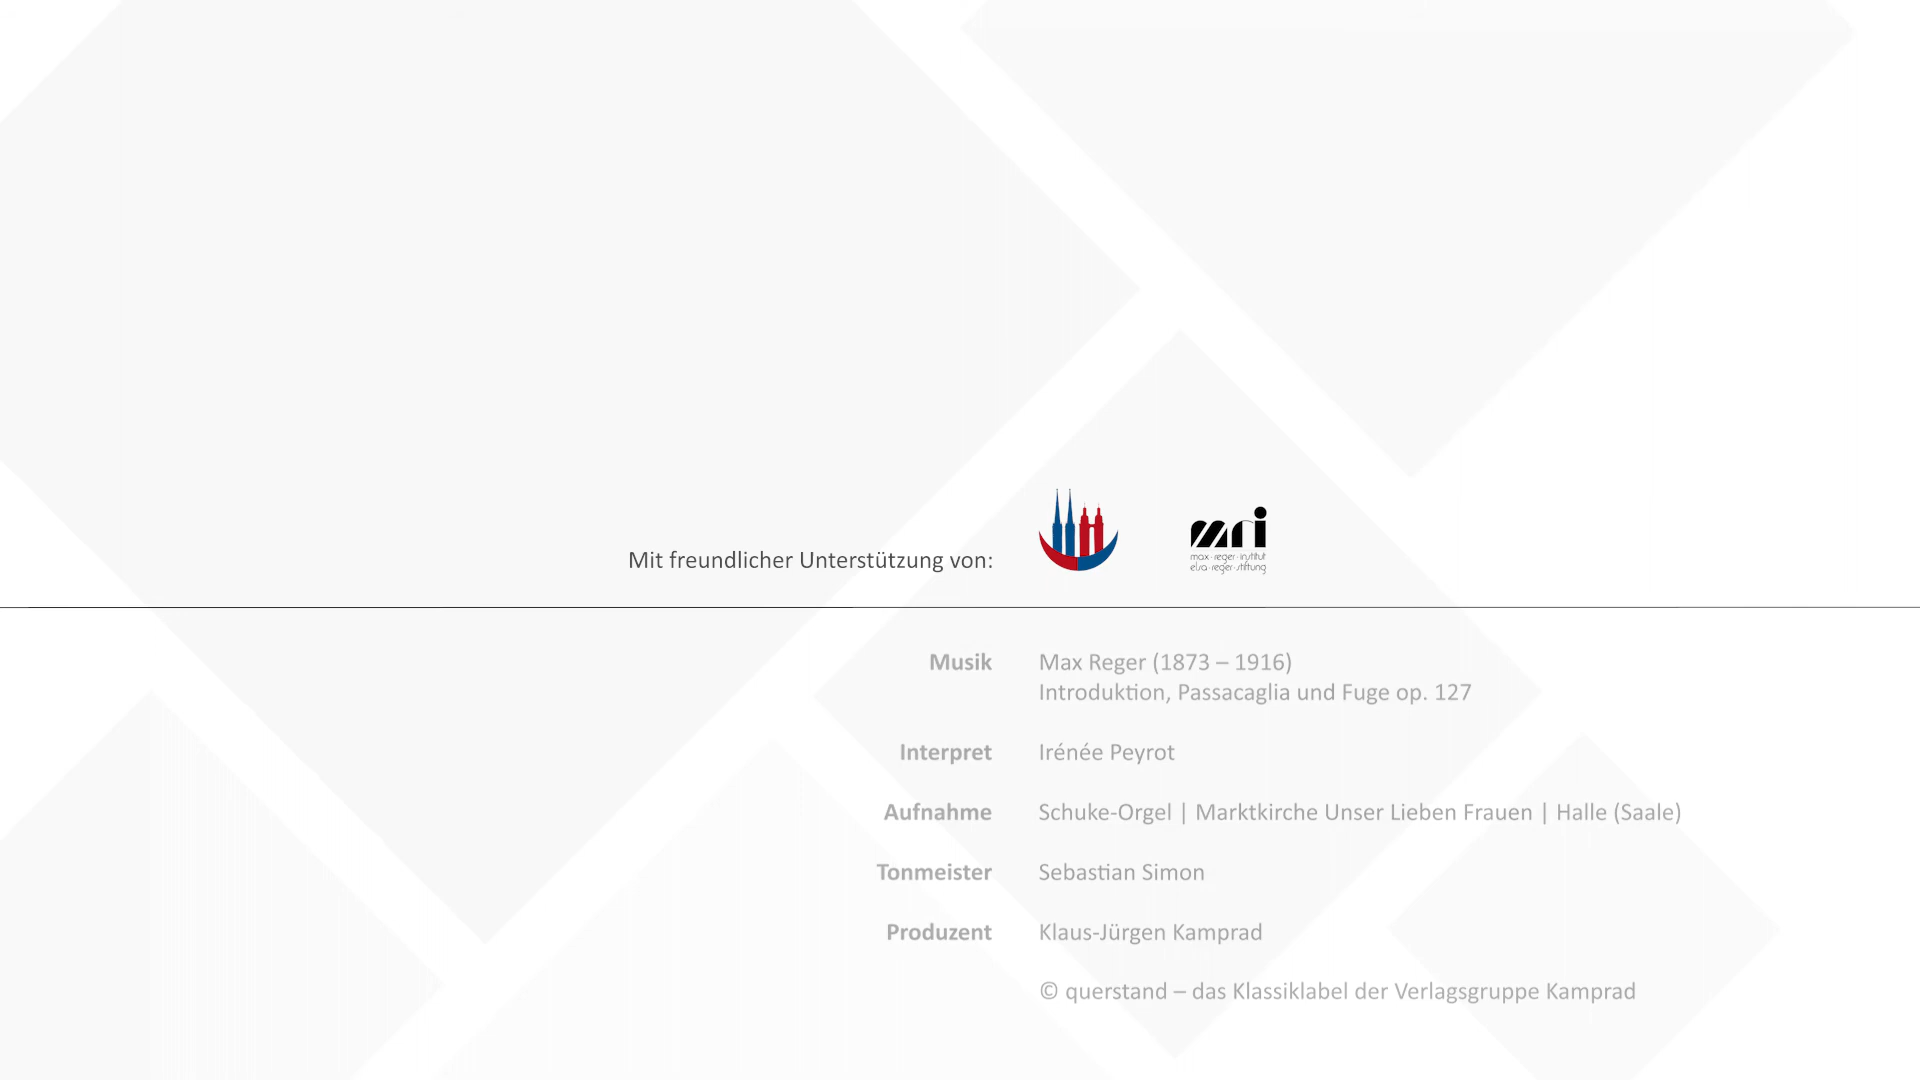 Mit freundlicher Unterstützung von:
mri
max·reger·institut
elsa·reger·stiftung
Musik Max Reger (1873 – 1916)
Introduktion, Passacaglia und Fuge op. 127
Interpret Irénée Peyrot
Aufnahme Schuke-Orgel | Marktkirche Unser Lieben Frauen | Halle (Saale)
Tonmeister Sebastian Simon
Produzent Klaus-Jürgen Kamprad
© querstand – das Klassiklabel der Verlagsgruppe Kamprad